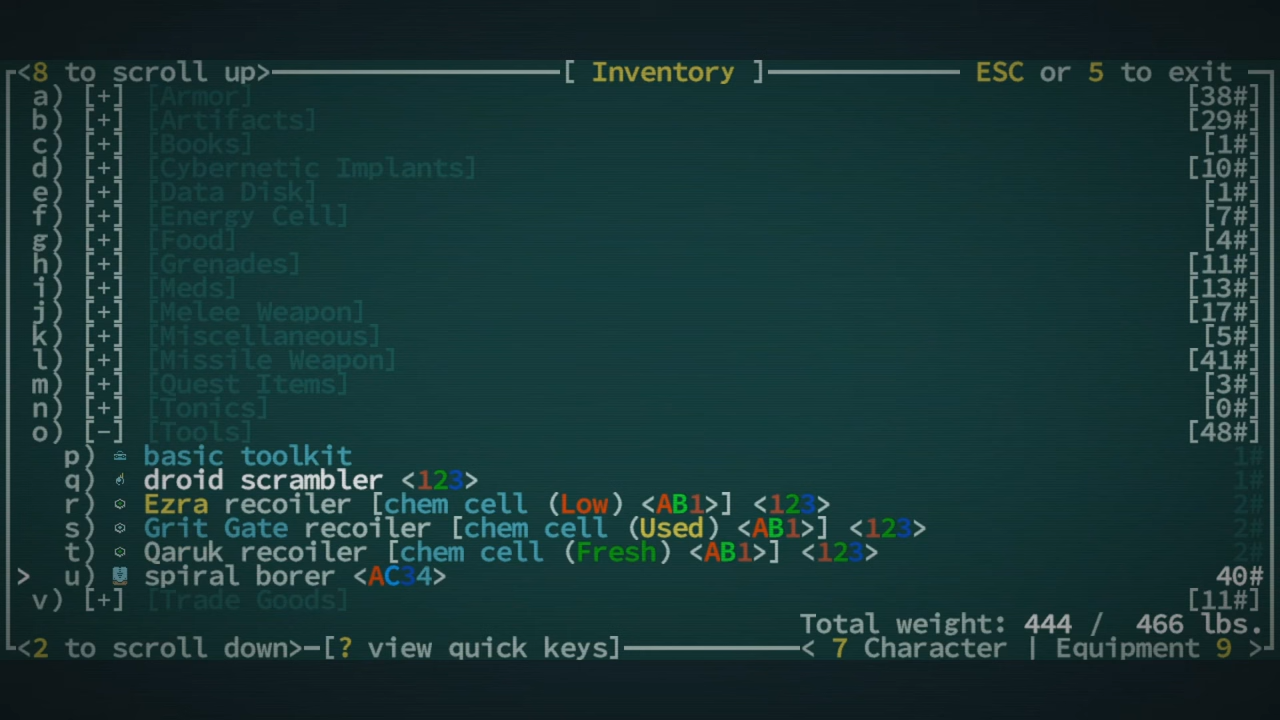 <8 to scroll up> [ Inventory ] ESC or 5 to exit
a) [+] [Armor] [38#]
b) [+] [Artifacts] [29#]
c) [+] [Books] [1#]
d) [+] [Cybernetic Implants] [10#]
e) [+] [Data Disk] [1#]
f) [+] [Energy Cell] [7#]
g) [+] [Food] [4#]
h) [+] [Grenades] [11#]
i) [+] [Meds] [13#]
j) [+] [Melee Weapon] [17#]
k) [+] [Miscellaneous] [5#]
l) [+] [Missile Weapon] [41#]
m) [+] [Quest Items] [3#]
n) [+] [Tonics] [0#]
o) [-] [Tools] [48#]
p) basic toolkit 1#
q) droid scrambler <123> 1#
r) Ezra recoiler [chem cell (Low) <AB1>] <123> 2#
s) Grit Gate recoiler [chem cell (Used) <AB1>] <123> 2#
t) Qaruk recoiler [chem cell (Fresh) <AB1>] <123> 2#
> u) spiral borer <AC34> 40#
v) [+] [Trade Goods] [11#]
Total weight: 444 / 466 lbs.
<2 to scroll down> [? view quick keys] < 7 Character | Equipment 9 >